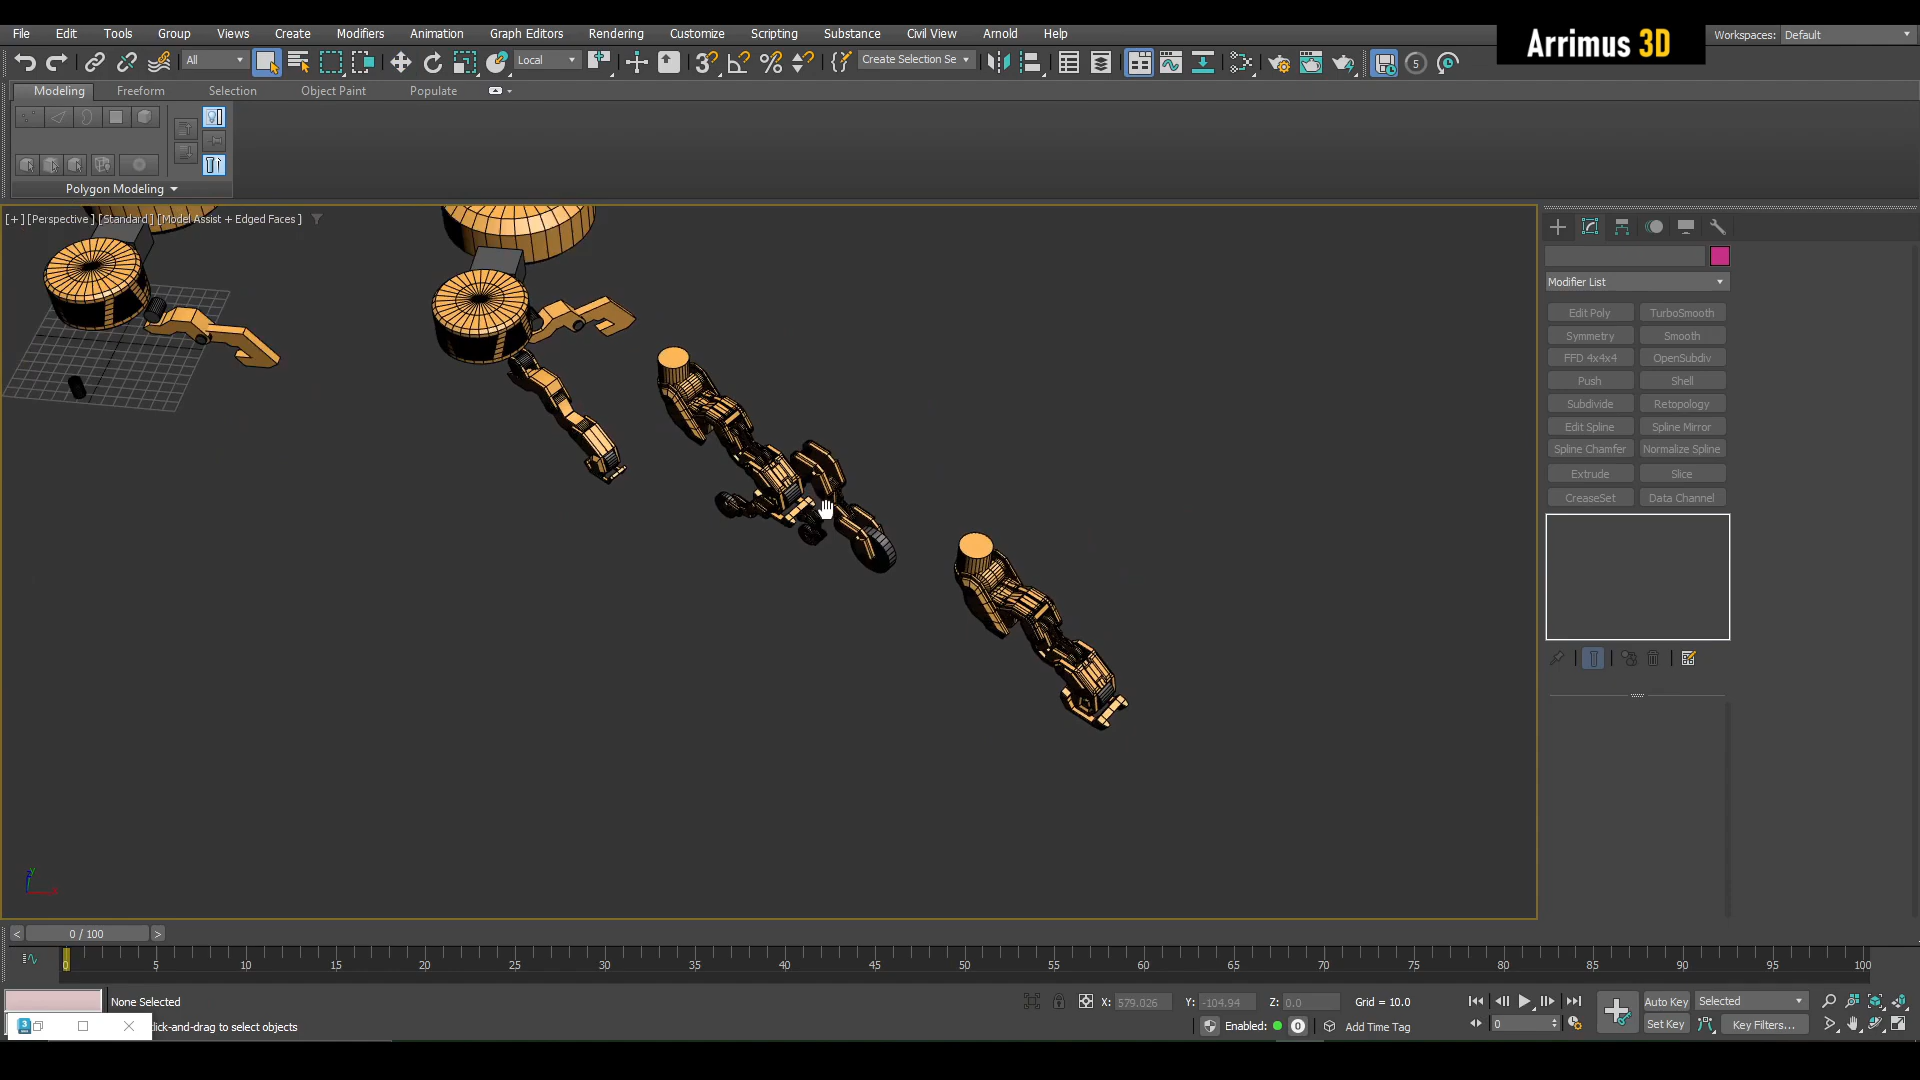 File Edit Tools Group Views Create Modifiers Animation Graph Editors Rendering Customize Scripting Substance Civil View Arnold Help
Arrimus 3D
Workspaces: Default
All
Local
Create Selection Se
5
Modeling Freeform Selection Object Paint Populate
Polygon Modeling
[+] [Perspective ] [Standard ] [Model Assist + Edged Faces ]
Modifier List
Edit Poly TurboSmooth
Symmetry Smooth
FFD 4x4x4 OpenSubdiv
Push Shell
Subdivide Retopology
Edit Spline Spline Mirror
Spline Chamfer Normalize Spline
Extrude Slice
CreaseSet Data Channel
y
x
< 0 / 100 >
0 5 10 15 20 25 30 35 40 45 50 55 60 65 70 75 80 85 90 95 100
None Selected
X: 579.026 Y: -104.94 Z: 0.0 Grid = 10.0
Auto Key Selected
3
lick-and-drag to select objects
Enabled: 0 Add Time Tag
0
Set Key Key Filters...